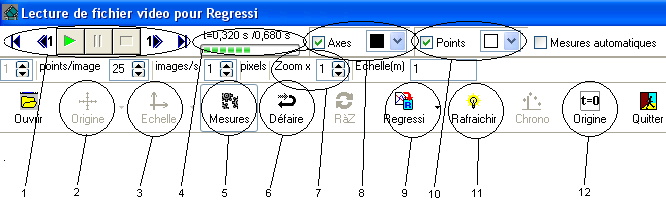 Lecture de fichier video pour Regressi
1 1 t=0,320 s /0,680 s Axes Points Mesures automatiques
1 points/image 25 images/s 1 pixels Zoom x 1 Echelle(m) 1
t=0
Ouvrir Origine Echelle Mesures Défaire RàZ Regressi Rafraichir Chrono Origine Quitter
1 2 3 4 5 6 7 8 9 10 11 12